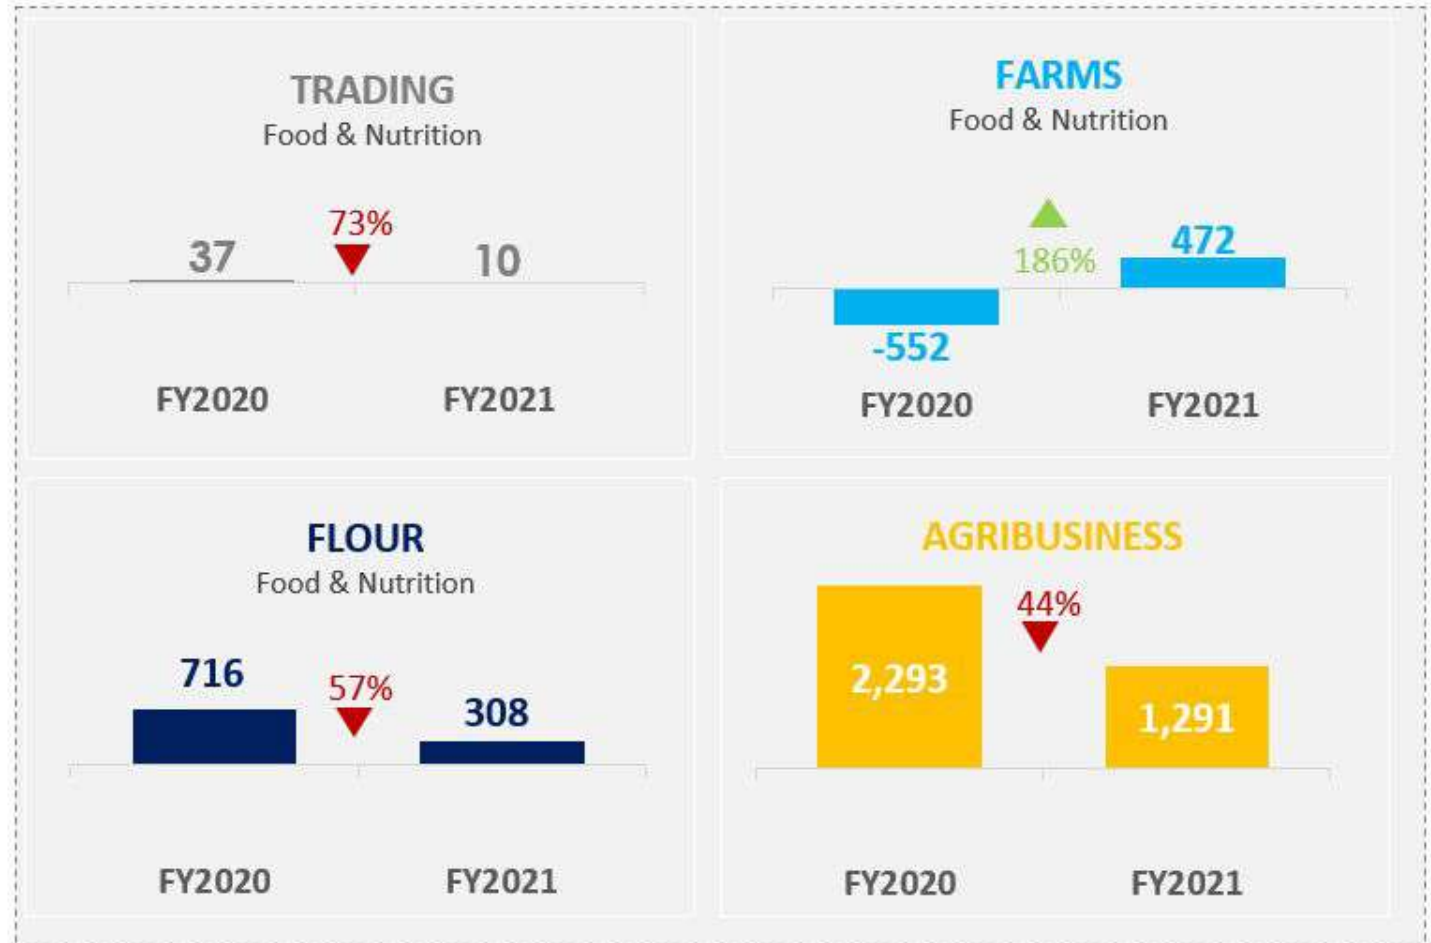 TRADING
Food & Nutrition
37
73%
10
FY2020
FY2021
FARMS
Food & Nutrition
186%
472
-552
FY2020
FY2021
FLOUR
Food & Nutrition
716
57%
308
FY2020
FY2021
AGRIBUSINESS
44%
2,293
1,291
FY2020
FY2021